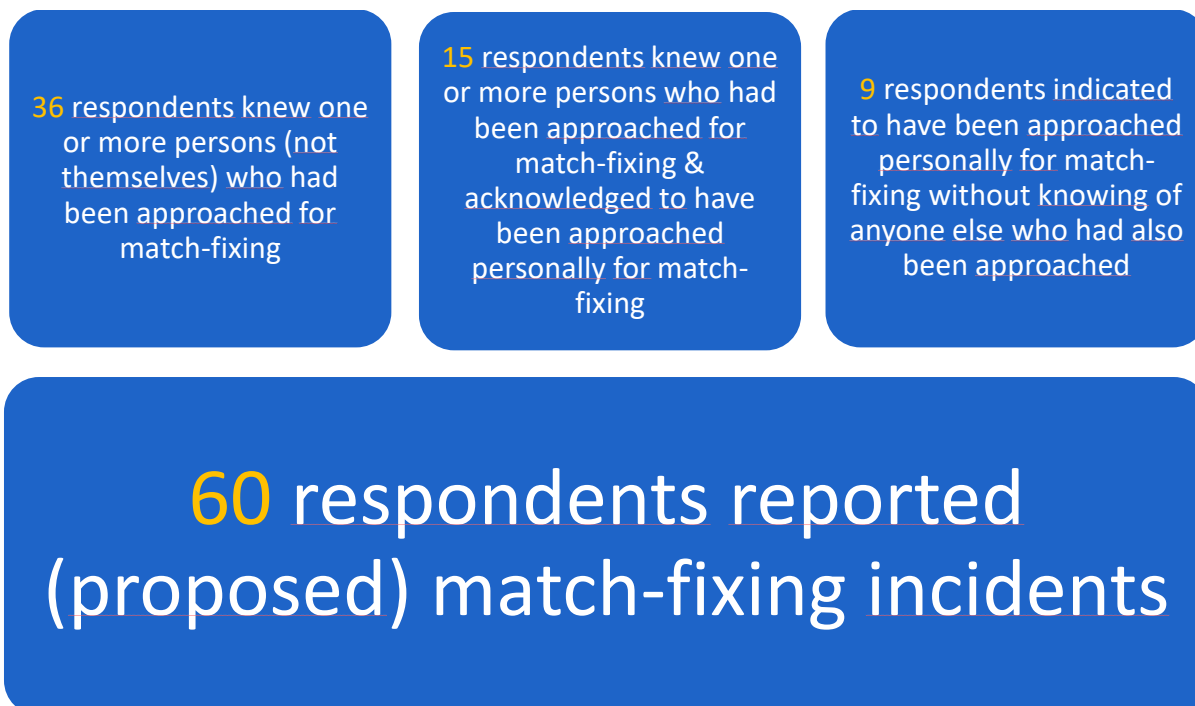 36 respondents knew one
or more persons (not
themselves) who had
been approached for
match-fixing
15 respondents knew one
or more persons who had
been approached for
match-fixing &
acknowledged to have
been approached
personally for match-
fixing
9 respondents indicated
to have been approached
personally for match-
fixing without knowing of
anyone else who had also
been approached
60 respondents reported
(proposed) match-fixing incidents